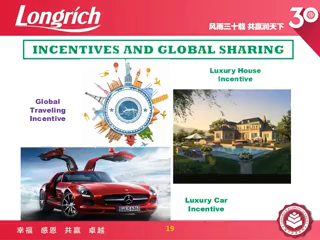 Longrich
风雨三十载 共赢润天下
30
INCENTIVES AND GLOBAL SHARING
Luxury House
Incentive
Global
Traveling
Incentive
Luxury Car
Incentive
幸福 感恩 共赢 卓越
19